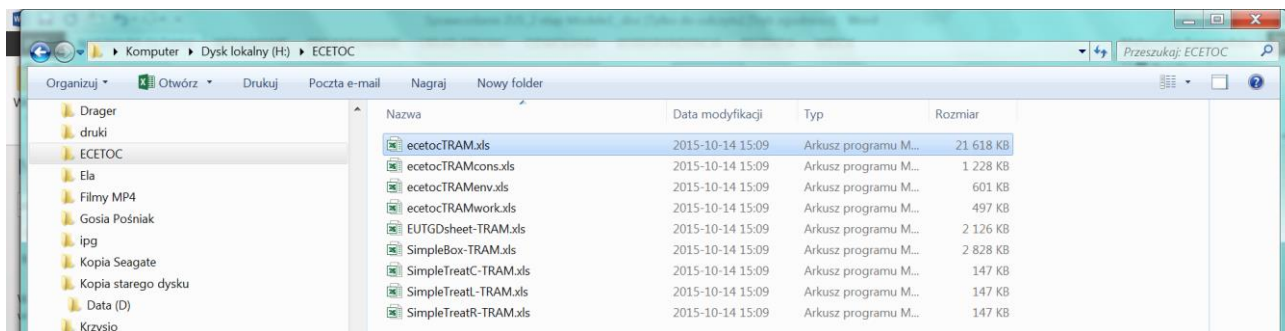 Komputer ▸ Dysk lokalny (H:) ▸ ECETOC
Przeszukaj: ECETOC
Organizuj Otwórz Drukuj Poczta e-mail Nagraj Nowy folder
Drager
druki
ECETOC
Ela
Filmy MP4
Gosia Pośniak
ipg
Kopia Seagate
Kopia starego dysku
Data (D)
Krzysio
Nazwa Data modyfikacji Typ Rozmiar
ecetocTRAM.xls 2015-10-14 15:09 Arkusz programu M... 21 618 KB
ecetocTRAMcons.xls 2015-10-14 15:09 Arkusz programu M... 1 228 KB
ecetocTRAMenv.xls 2015-10-14 15:09 Arkusz programu M... 601 KB
ecetocTRAMwork.xls 2015-10-14 15:09 Arkusz programu M... 497 KB
EUTGDsheet-TRAM.xls 2015-10-14 15:09 Arkusz programu M... 2 126 KB
SimpleBox-TRAM.xls 2015-10-14 15:09 Arkusz programu M... 2 828 KB
SimpleTreatC-TRAM.xls 2015-10-14 15:09 Arkusz programu M... 147 KB
SimpleTreatL-TRAM.xls 2015-10-14 15:09 Arkusz programu M... 147 KB
SimpleTreatR-TRAM.xls 2015-10-14 15:09 Arkusz programu M... 147 KB